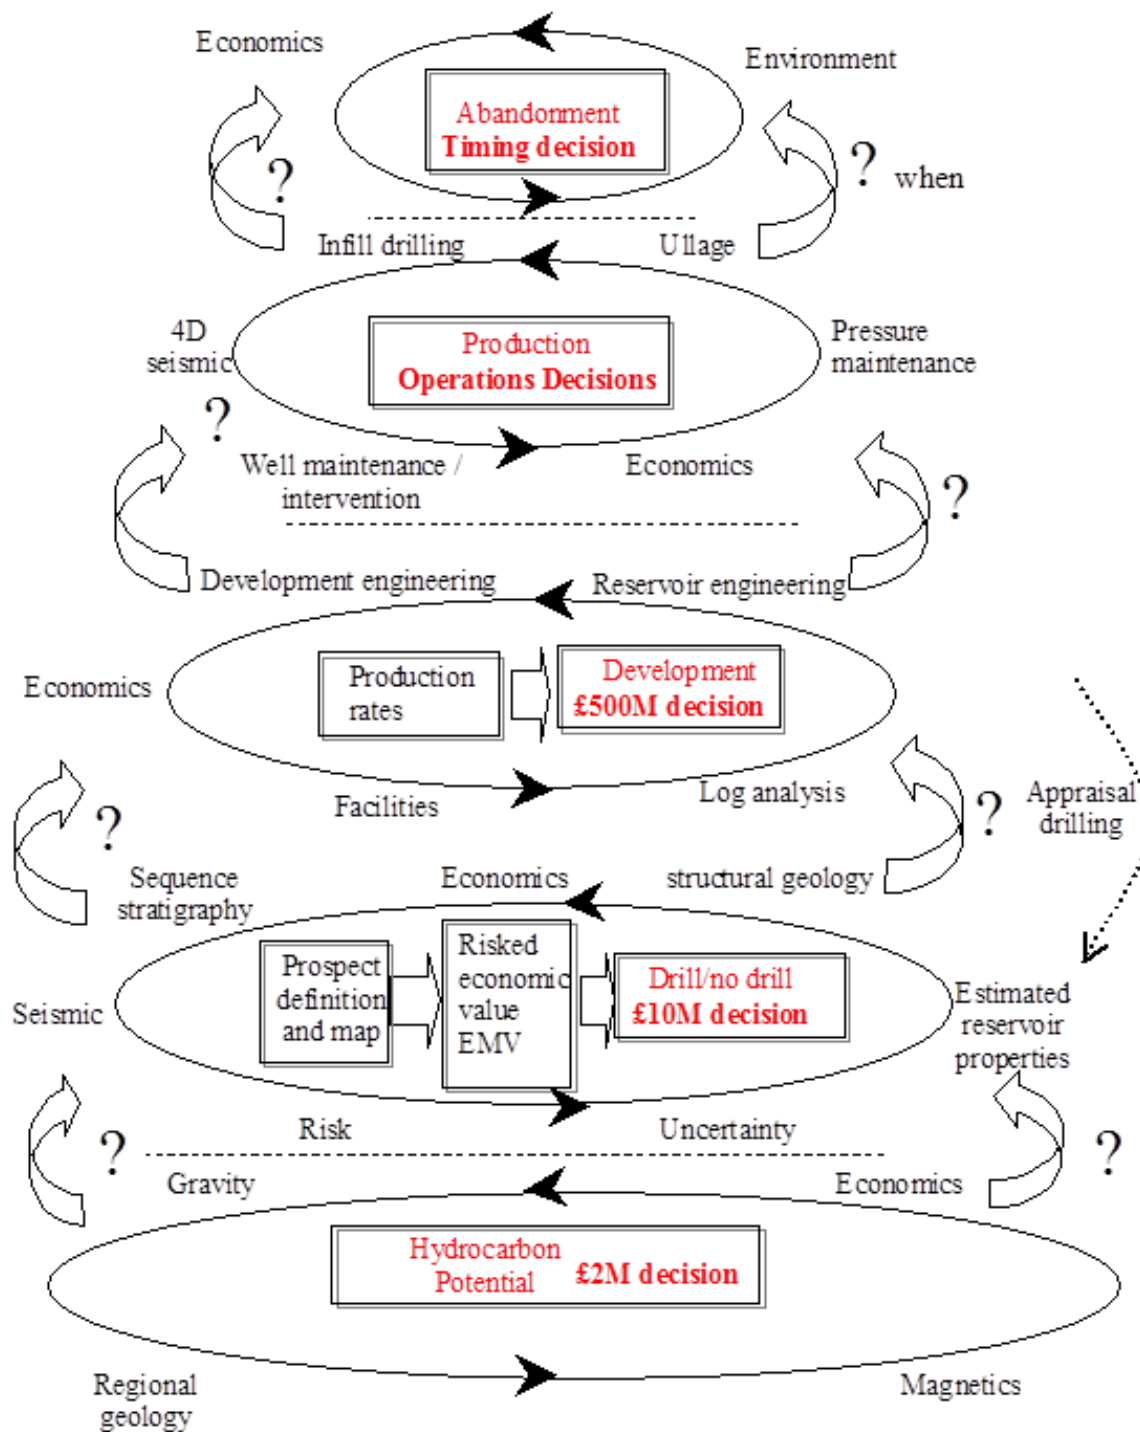 Economics
Environment
Abandonment
Timing decision
?
? when
Infill drilling
Ullage
4D
seismic
Production
Operations Decisions
Pressure
maintenance
?
Well maintenance /
intervention
Economics
?
Development engineering
Reservoir engineering
Economics
Production
rates
Development
£500M decision
Facilities
Log analysis
?
?
Appraisal
drilling
Sequence
stratigraphy
Economics
structural geology
Seismic
Prospect
definition
and map
Risked
economic
value
EMV
Drill/no drill
£10M decision
Estimated
reservoir
properties
Risk
Uncertainty
?
?
Gravity
Economics
Hydrocarbon
Potential
£2M decision
Regional
geology
Magnetics